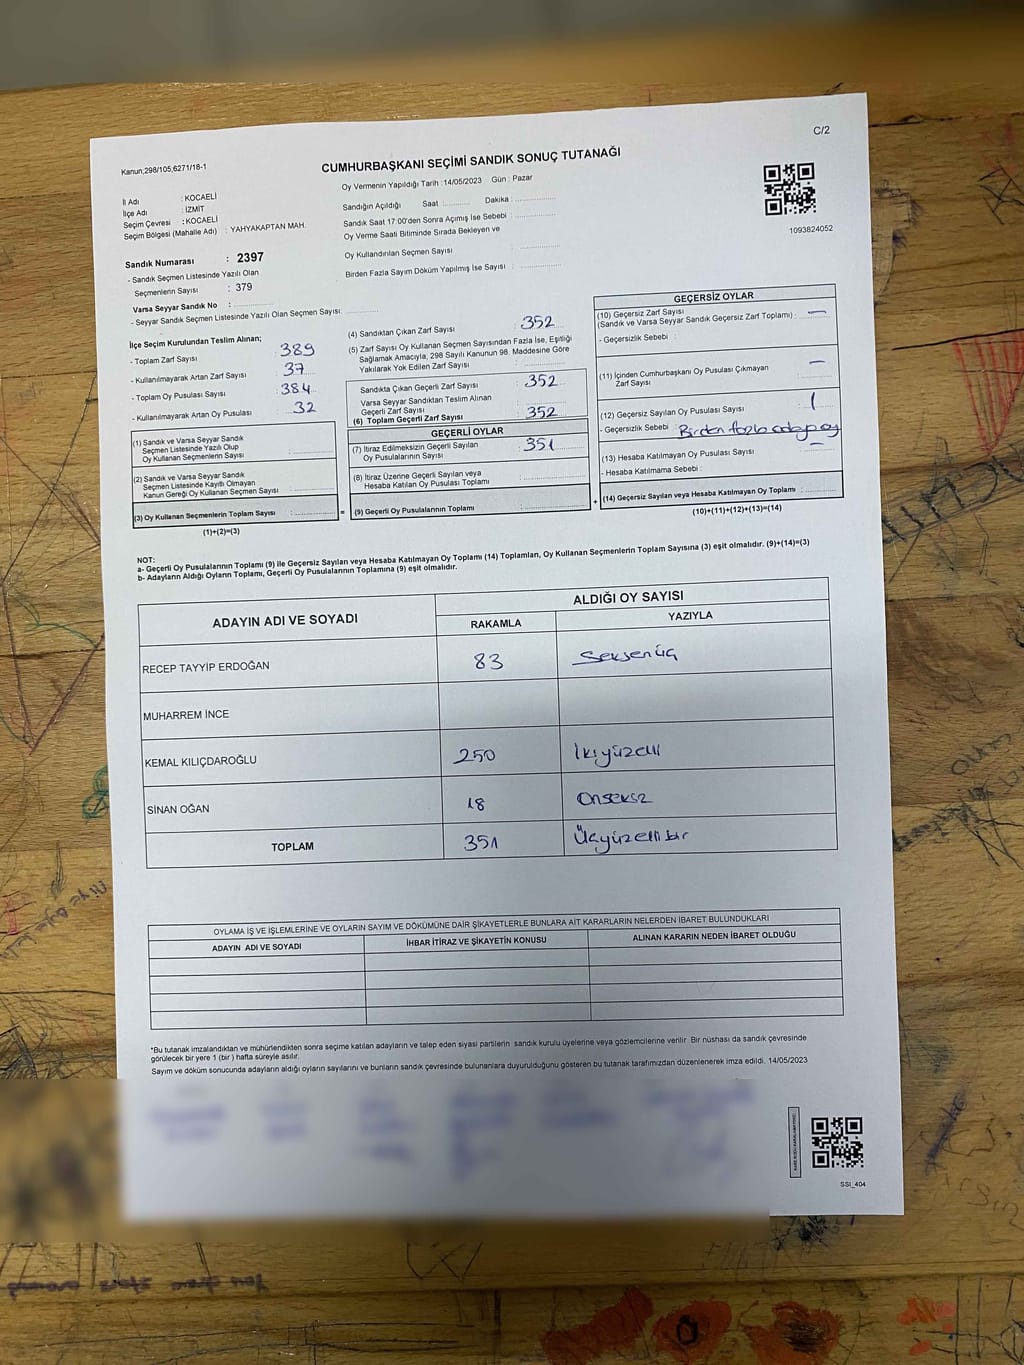 C/2
Kanun,298/105,6271/18-1
CUMHURBAŞKANI SEÇİMİ SANDIK SONUÇ TUTANAĞI
Oy Vermenin Yapıldığı Tarih :14/05/2023 Gün : Pazar
İl Adı : KOCAELİ
İlçe Adı : İZMİT
Seçim Çevresi : KOCAELİ
Seçim Bölgesi (Mahalle Adı) : YAHYAKAPTAN MAH.
Sandığın Açıldığı Saat :.......... Dakika :..............
Sandık Saat 17:00'den Sonra Açımış İse Sebebi :..............
Oy Verme Saati Bitiminde Sırada Bekleyen ve
Oy Kullandırılan Seçmen Sayısı :..............
Birden Fazla Sayım Döküm Yapılmış İse Sayısı :..............
1093824052
Sandık Numarası : 2397
- Sandık Seçmen Listesinde Yazılı Olan
Seçmenlerin Sayısı : 379
Varsa Seyyar Sandık No :..............
- Seyyar Sandık Seçmen Listesinde Yazılı Olan Seçmen Sayısı:..............
İlçe Seçim Kurulundan Teslim Alınan;
- Toplam Zarf Sayısı : 389
- Kullanılmayarak Artan Zarf Sayısı : 37
- Toplam Oy Pusulası Sayısı : 384
- Kullanılmayarak Artan Oy Pusulası : 32
(1) Sandık ve Varsa Seyyar Sandık
Seçmen Listesinde Yazılı Olup
Oy Kullanan Seçmenlerin Sayısı :..............
(2) Sandık ve Varsa Seyyar Sandık
Seçmen Listesinde Kayıtlı Olmayan
Kanun Gereği Oy Kullanan Seçmen Sayısı :..............
(3) Oy Kullanan Seçmenlerin Toplam Sayısı :..............
(1)+(2)=(3)
=
(4) Sandıktan Çıkan Zarf Sayısı : 352
(5) Zarf Sayısı Oy Kullanan Seçmen Sayısından Fazla İse, Eşitliği
Sağlamak Amacıyla, 298 Sayılı Kanunun 98. Maddesine Göre
Yakılarak Yok Edilen Zarf Sayısı :..............
Sandıkta Çıkan Geçerli Zarf Sayısı : 352
Varsa Seyyar Sandıktan Teslim Alınan
Geçerli Zarf Sayısı :..............
(6) Toplam Geçerli Zarf Sayısı : 352
GEÇERLİ OYLAR
(7) İtiraz Edilmeksizin Geçerli Sayılan
Oy Pusulalarının Sayısı : 351
(8) İtiraz Üzerine Geçerli Sayılan veya
Hesaba Katılan Oy Pusulası Toplamı :..............
(9) Geçerli Oy Pusulalarının Toplamı :..............
+
GEÇERSİZ OYLAR
(10) Geçersiz Zarf Sayısı
(Sandık ve Varsa Seyyar Sandık Geçersiz Zarf Toplamı) : —
- Geçersizlik Sebebi :
(11) İçinden Cumhurbaşkanı Oy Pusulası Çıkmayan
Zarf Sayısı : —
(12) Geçersiz Sayılan Oy Pusulası Sayısı : 1
- Geçersizlik Sebebi : Birden fazla adaya oy
(13) Hesaba Katılmayan Oy Pusulası Sayısı : —
- Hesaba Katılmama Sebebi :
(14) Geçersiz Sayılan veya Hesaba Katılmayan Oy Toplamı :..............
(10)+(11)+(12)+(13)=(14)
NOT:
a- Geçerli Oy Pusulalarının Toplamı (9) ile Geçersiz Sayılan veya Hesaba Katılmayan Oy Toplamı (14) Toplamları, Oy Kullanan Seçmenlerin Toplam Sayısına (3) eşit olmalıdır. (9)+(14)=(3)
b- Adayların Aldığı Oyların Toplamı, Geçerli Oy Pusulalarının Toplamına (9) eşit olmalıdır.
ADAYIN ADI VE SOYADI
ALDIĞI OY SAYISI
RAKAMLA YAZIYLA
RECEP TAYYİP ERDOĞAN 83 Seksenüç
MUHARREM İNCE
KEMAL KILIÇDAROĞLU 250 İkiyüzelli
SİNAN OĞAN 18 Onsekiz
TOPLAM 351 Üçyüzellibir
OYLAMA İŞ VE İŞLEMLERİNE VE OYLARIN SAYIM VE DÖKÜMÜNE DAİR ŞİKAYETLERLE BUNLARA AİT KARARLARIN NELERDEN İBARET BULUNDUKLARI
ADAYIN ADI VE SOYADI İHBAR İTİRAZ VE ŞİKAYETİN KONUSU ALINAN KARARIN NEDEN İBARET OLDUĞU
*Bu tutanak imzalandıktan ve mühürlendikten sonra seçime katılan adayların ve talep eden siyasi partilerin sandık kurulu üyelerine veya gözlemcilerine verilir. Bir nüshası da sandık çevresinde
görülecek bir yere 1 (bir ) hafta süreyle asılır.
Sayım ve döküm sonucunda adayların aldığı oyların sayılarını ve bunların sandık çevresinde bulunanlara duyurulduğunu gösteren bu tutanak tarafımızdan düzenlenerek imza edildi. 14/05/2023
SSI_404